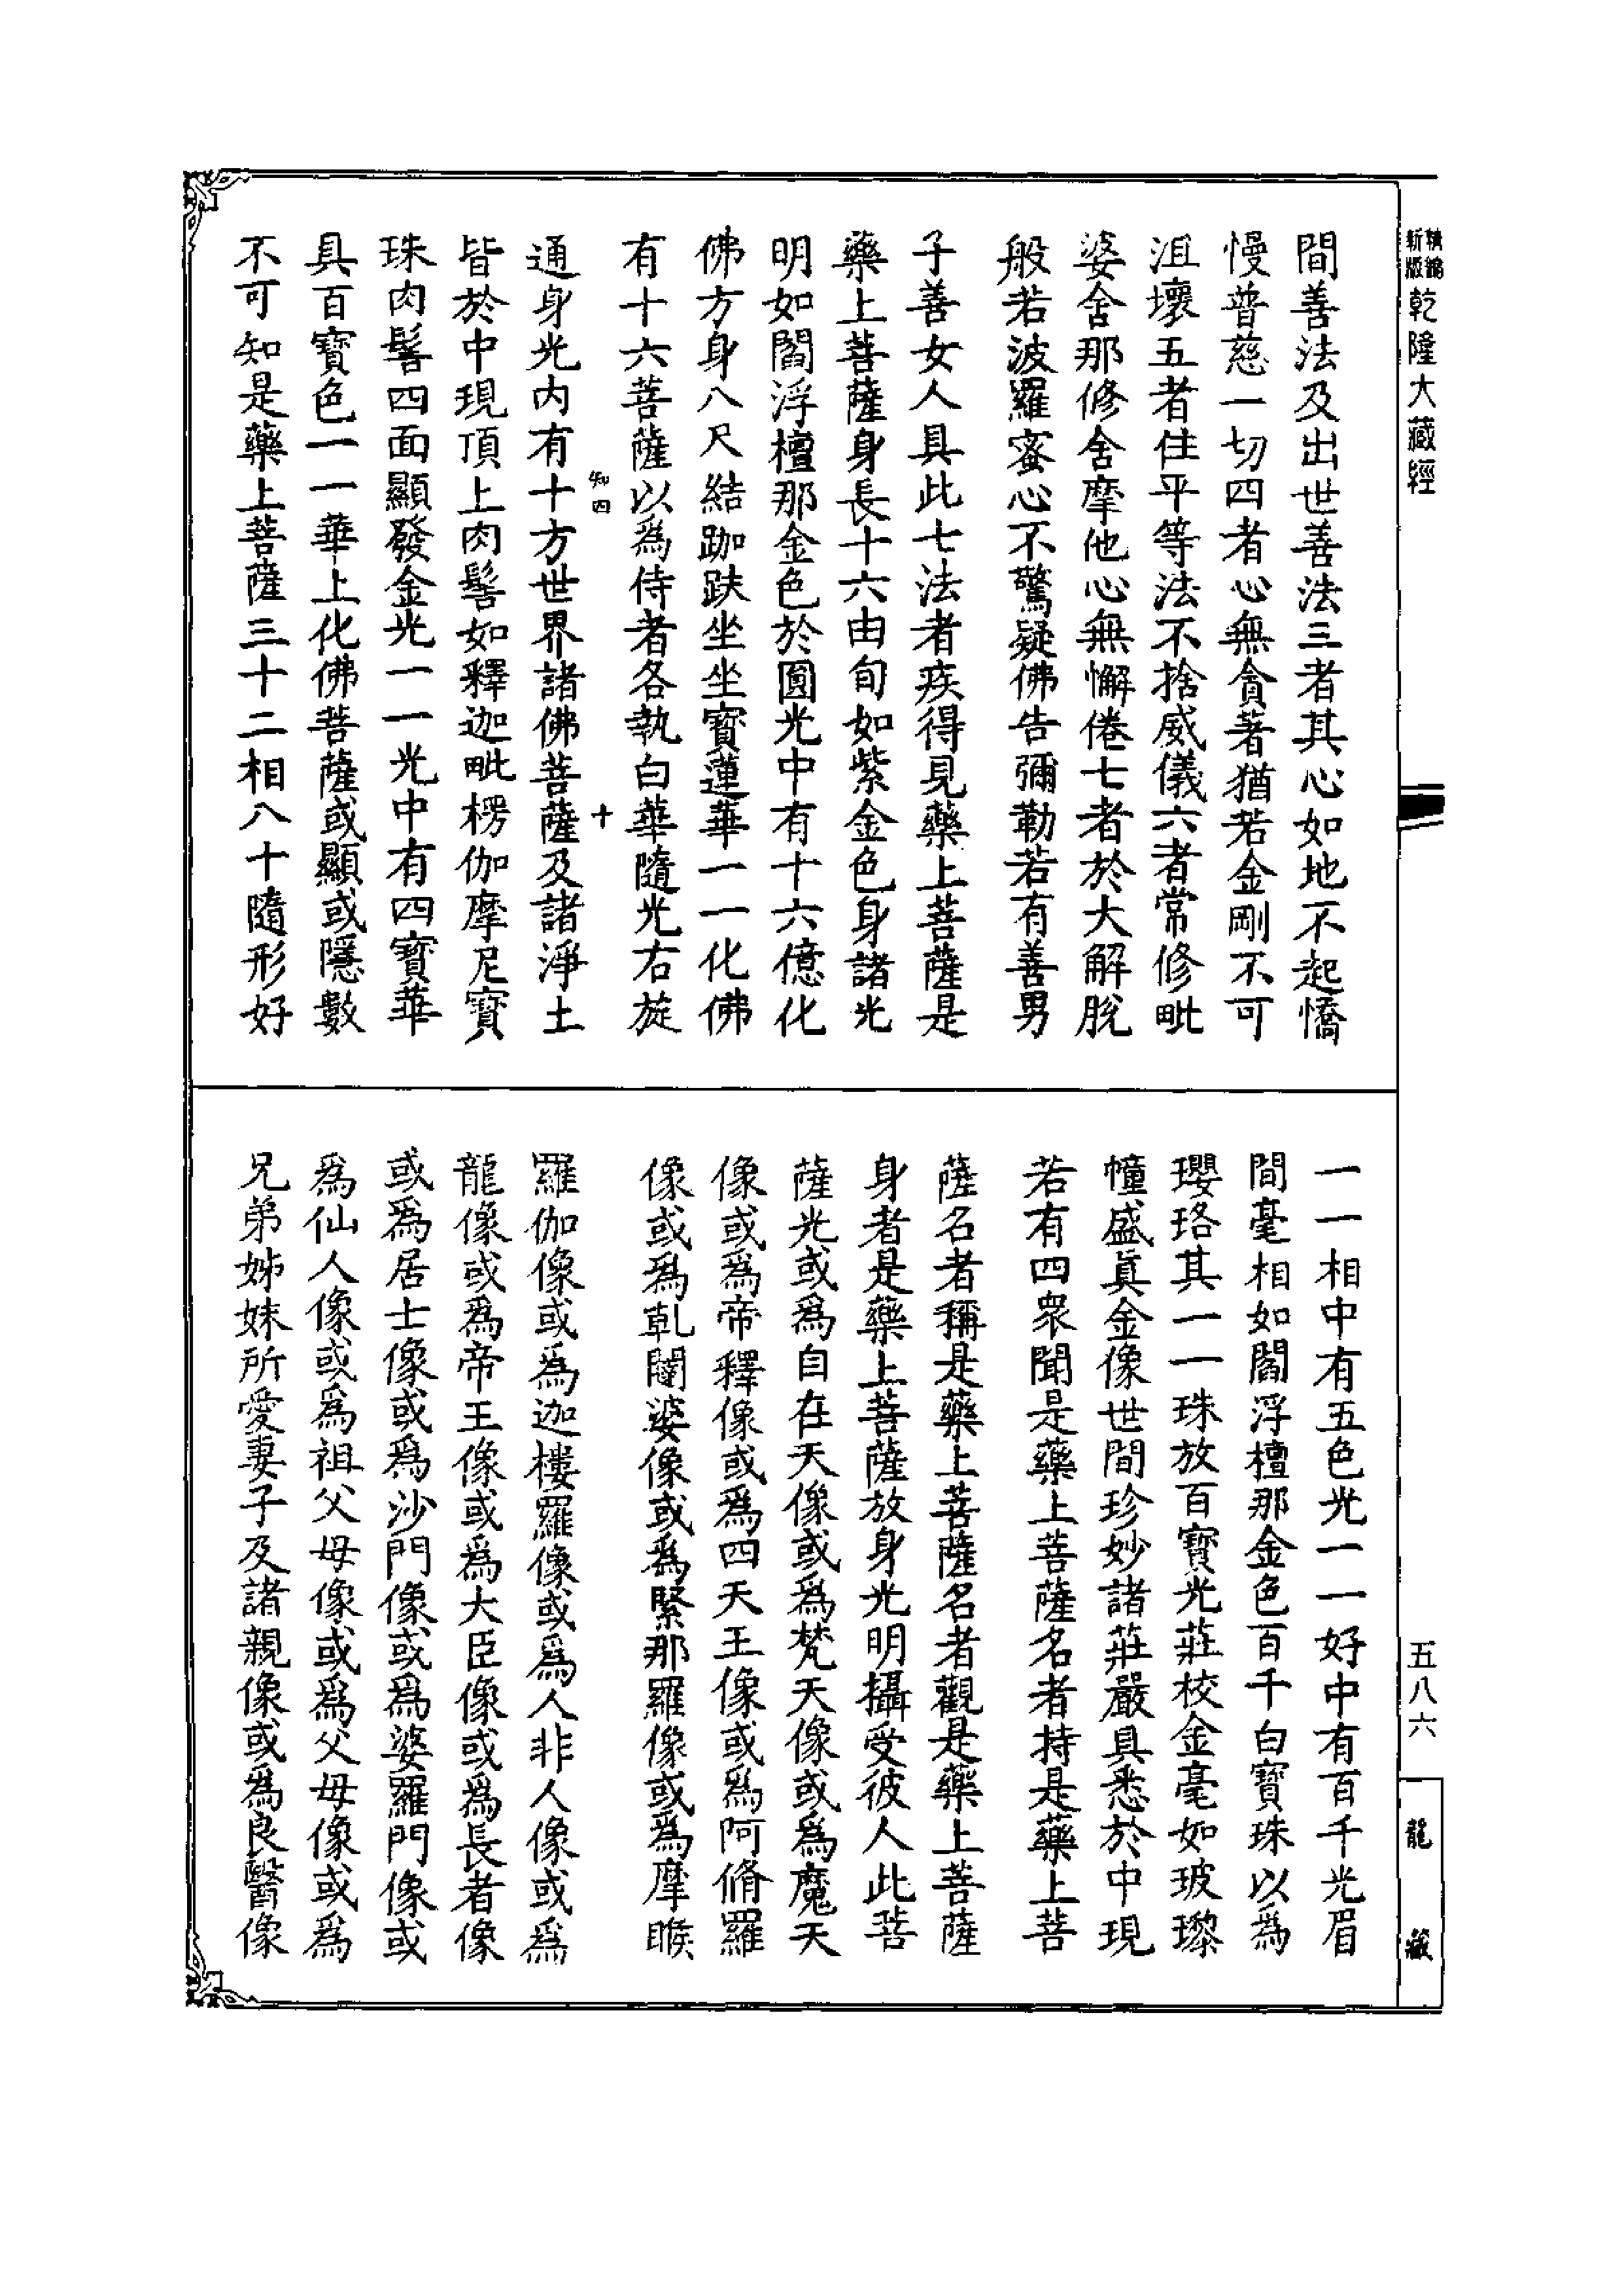 新編
新版
乾隆大藏經
間善法及出世善法三者其心如地不起憍
慢普慈一切四者心無貪著猶若金剛不可
沮壞五者住平等法不捨威儀六者常修毗
婆舍那修舍摩他心無懈倦七者於大解脫
般若波羅蜜心不驚疑佛告彌勒若有善男
子善女人具此七法者疾得見藥上菩薩是
藥上菩薩身長十六由旬如紫金色身諸光
明如閻浮檀那金色於圓光中有十六億化
佛方身八尺結跏趺坐坐寶蓮華一一化佛
有十六菩薩以爲侍者各執白華隨光右旋
知四
十
通身光內有十方世界諸佛菩薩及諸淨土
皆於中現頂上肉髻如釋迦毗楞伽摩尼寶
珠肉髻四面顯發金光一一光中有四寶華
具百寶色一一華上化佛菩薩或顯或隱數
不可知是藥上菩薩三十二相八十隨形好
一一相中有五色光一一好中有百千光眉
間毫相如閻浮檀那金色百千白寶珠以爲
瓔珞其一一珠放百寶光莊校金毫如玻瓈
幢盛眞金像世間珍妙諸莊嚴具悉於中現
若有四衆聞是藥上菩薩名者持是藥上菩
薩名者稱是藥上菩薩名者觀是藥上菩薩
身者是藥上菩薩放身光明攝受彼人此菩
薩光或爲自在天像或爲梵天像或爲魔天
像或爲帝釋像或爲四天王像或爲阿脩羅
像或爲乹闥婆像或爲緊那羅像或爲摩睺
羅伽像或爲迦樓羅像或爲人非人像或爲
龍像或爲帝王像或爲大臣像或爲長者像
或爲居士像或爲沙門像或爲婆羅門像或
爲仙人像或爲祖父母像或爲父母像或爲
兄弟姊妹所愛妻子及諸親像或爲良醫像
五八六
龍藏